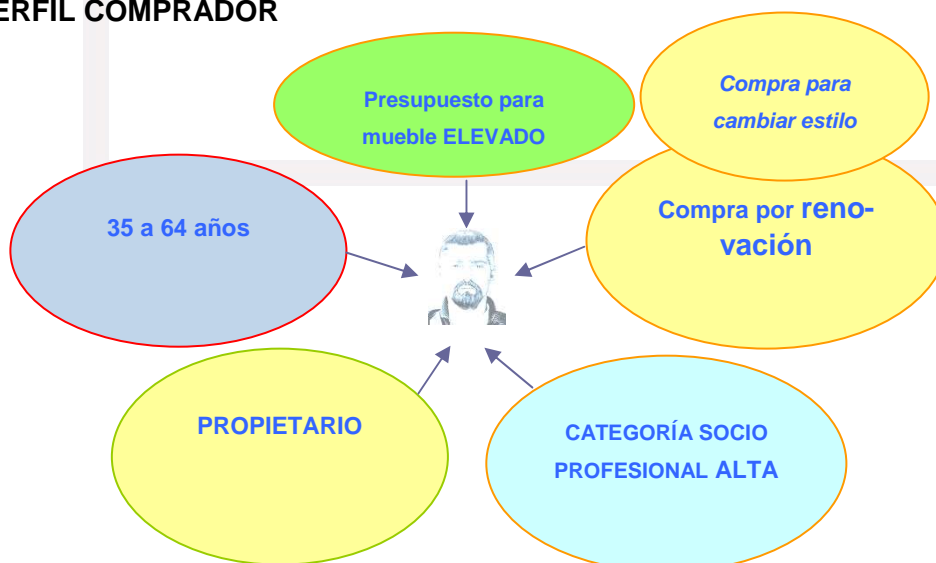 ERFIL COMPRADOR
Presupuesto para
mueble ELEVADO
Compra para
cambiar estilo
35 a 64 años
Compra por reno-
vación
PROPIETARIO
CATEGORÍA SOCIO
PROFESIONAL ALTA